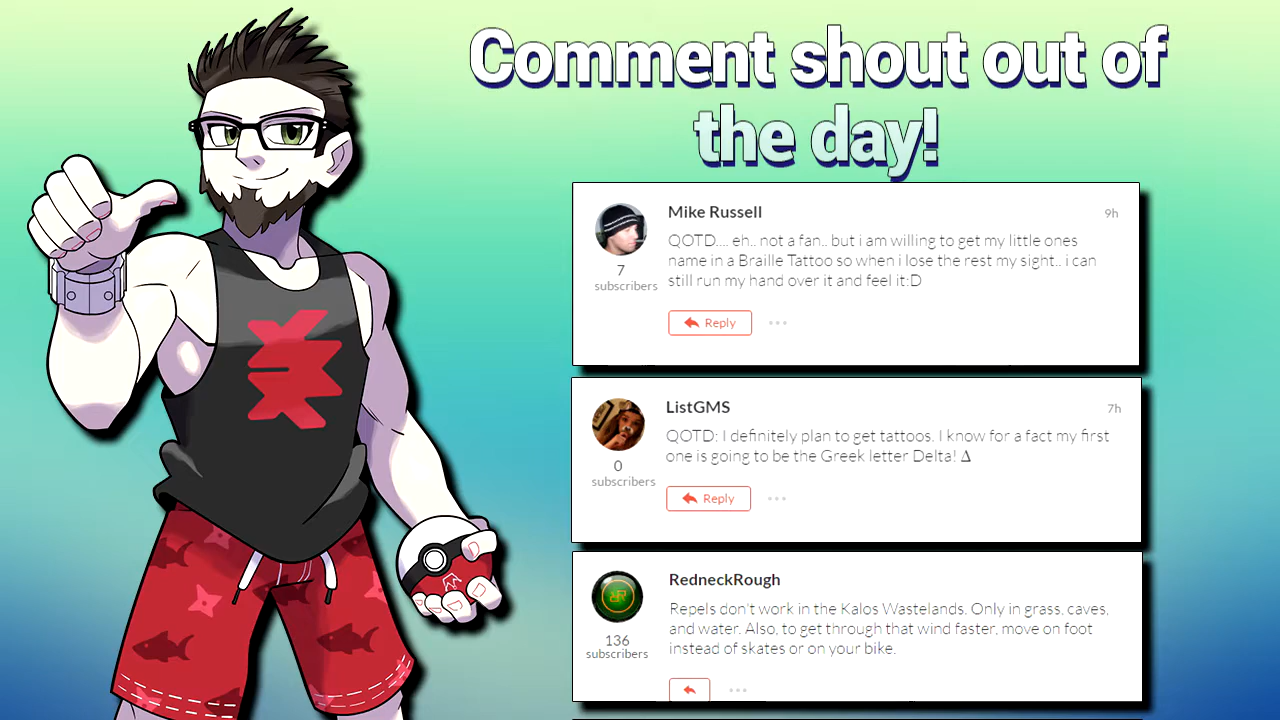 Comment shout out of
the day!
Mike Russell 9h
QOTD.... eh.. not a fan.. but i am willing to get my little ones
name in a Braille Tattoo so when i lose the rest my sight.. i can
still run my hand over it and feel it:D
7
subscribers
Reply
ListGMS 7h
QOTD: I definitely plan to get tattoos. I know for a fact my first
one is going to be the Greek letter Delta! Δ
0
subscribers
Reply
RedneckRough
Repels don't work in the Kalos Wastelands. Only in grass, caves,
and water. Also, to get through that wind faster, move on foot
instead of skates or on your bike.
136
subscribers